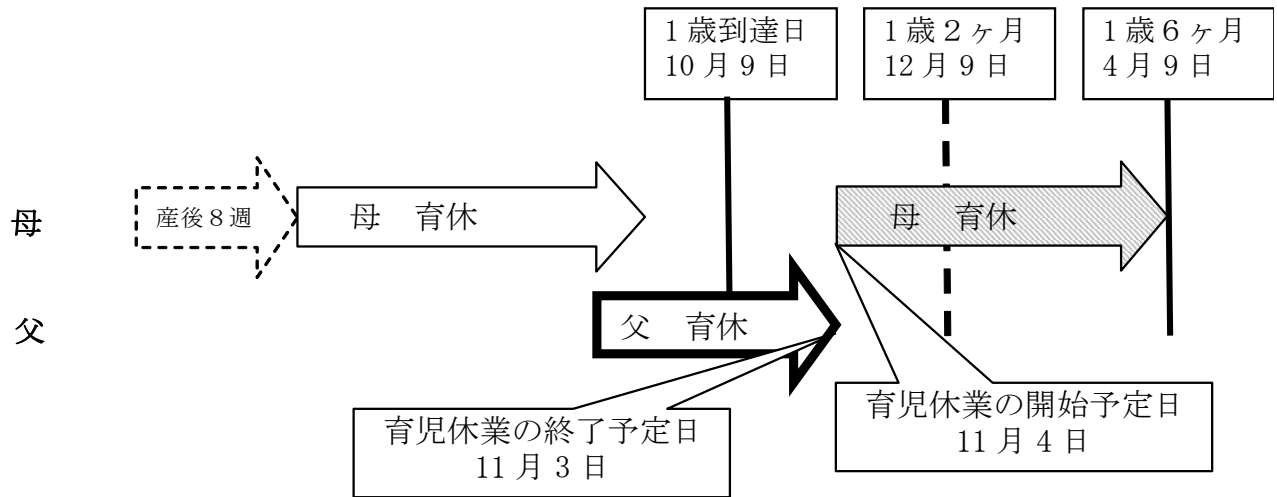 1歳到達日
10月9日
1歳2ヶ月
12月9日
1歳6ヶ月
4月9日
母
産後8週
母 育休
母 育休
父
父 育休
育児休業の終了予定日
11月3日
育児休業の開始予定日
11月4日